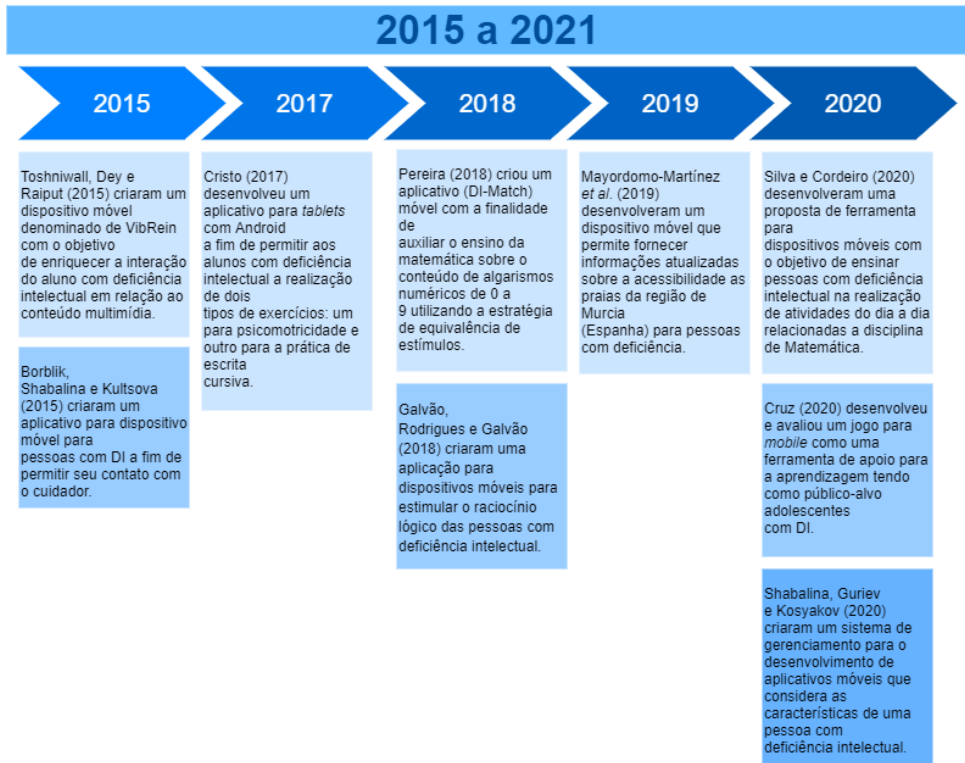 2015 a 2021
2015
2017
2018
2019
2020
Toshniwall, Dey e
Raiput (2015) criaram um
dispositivo móvel
denominado de VibRein
com o objetivo
de enriquecer a interação
do aluno com deficiência
intelectual em relação ao
conteúdo multimídia.
Borblik,
Shabalina e Kultsova
(2015) criaram um
aplicativo para dispositivo
móvel para
pessoas com DI a fim de
permitir seu contato com
o cuidador.
Cristo (2017)
desenvolveu um
aplicativo para tablets
com Android
a fim de permitir aos
alunos com deficiência
intelectual a realização
de dois
tipos de exercícios: um
para psicomotricidade e
outro para a prática de
escrita
cursiva.
Pereira (2018) criou um
aplicativo (DI-Match)
móvel com a finalidade
de
auxiliar o ensino da
matemática sobre o
conteúdo de algarismos
numéricos de 0 a
9 utilizando a estratégia
de equivalência de
estímulos.
Galvão,
Rodrigues e Galvão
(2018) criaram uma
aplicação para
dispositivos móveis para
estimular o raciocínio
lógico das pessoas com
deficiência intelectual.
Mayordomo-Martínez
et al. (2019)
desenvolveram um
dispositivo móvel que
permite fornecer
informações atualizadas
sobre a acessibilidade as
praias da região de
Murcia
(Espanha) para pessoas
com deficiência.
Silva e Cordeiro (2020)
desenvolveram uma
proposta de ferramenta
para
dispositivos móveis com
o objetivo de ensinar
pessoas com deficiência
intelectual na realização
de atividades do dia a dia
relacionadas a disciplina
de Matemática.
Cruz (2020) desenvolveu
e avaliou um jogo para
mobile como uma
ferramenta de apoio para
a aprendizagem tendo
como público-alvo
adolescentes
com DI.
Shabalina, Guriev
e Kosyakov (2020)
criaram um sistema de
gerenciamento para o
desenvolvimento de
aplicativos móveis que
considera as
características de uma
pessoa com
deficiência intelectual.